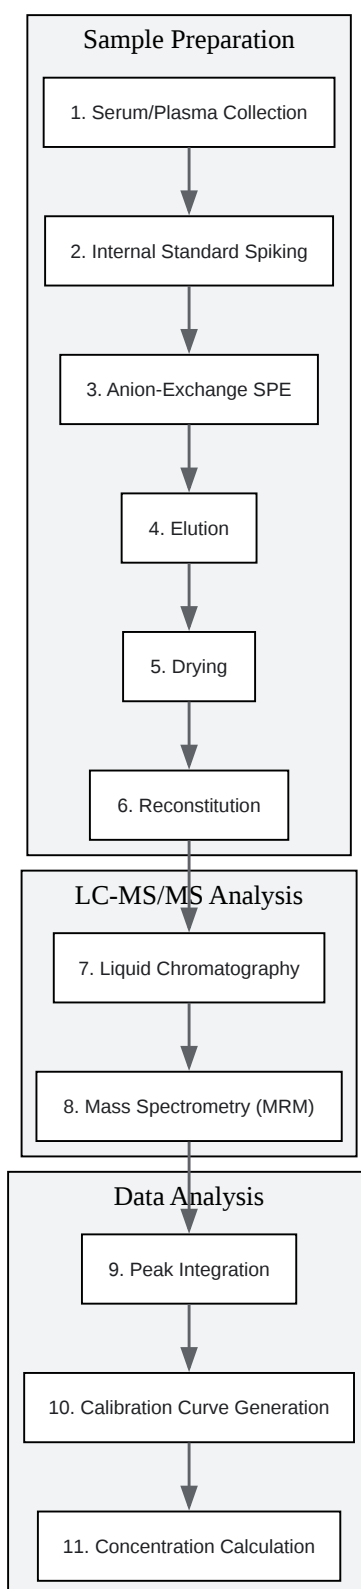 Sample Preparation
1. Serum/Plasma Collection
2. Internal Standard Spiking
3. Anion-Exchange SPE
4. Elution
5. Drying
6. Reconstitution
LC-MS/MS Analysis
7. Liquid Chromatography
8. Mass Spectrometry (MRM)
Data Analysis
9. Peak Integration
10. Calibration Curve Generation
11. Concentration Calculation